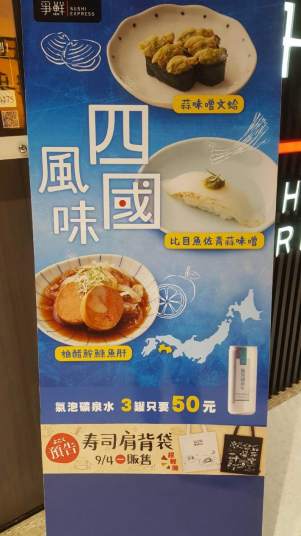 爭鮮
SUSHI
EXPRESS
蒜味噌文蛤
四國
風味
比目魚佐青蒜味噌
柚醋鮟鱇魚肝
氣泡礦泉水 3罐只要50元
預告
壽司肩背袋
9/4 一 販售
H
R